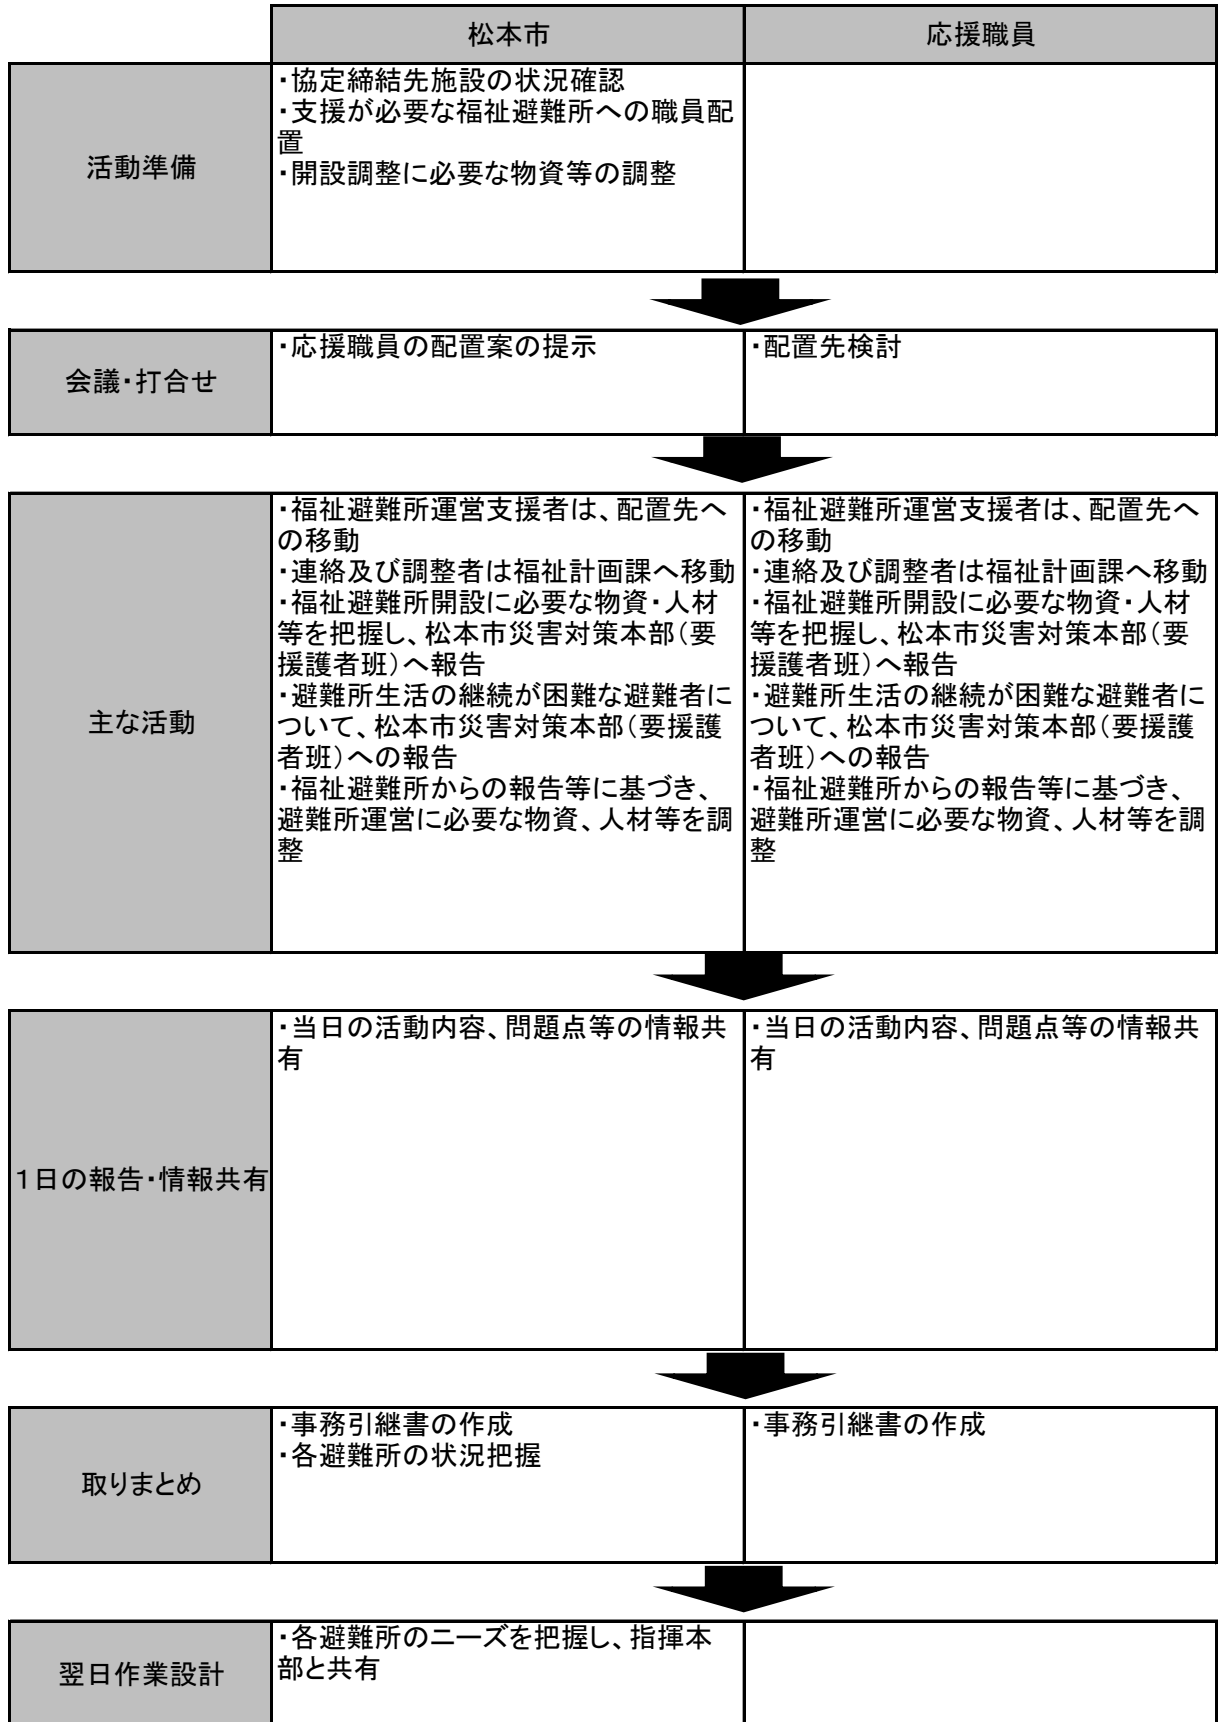 松本市
応援職員
活動準備
・協定締結先施設の状況確認
・支援が必要な福祉避難所への職員配
置
・開設調整に必要な物資等の調整
会議・打合せ
・応援職員の配置案の提示
・配置先検討
主な活動
・福祉避難所運営支援者は、配置先へ
の移動
・連絡及び調整者は福祉計画課へ移動
・福祉避難所開設に必要な物資・人材
等を把握し、松本市災害対策本部（要
援護者班）へ報告
・避難所生活の継続が困難な避難者に
ついて、松本市災害対策本部（要援護
者班）への報告
・福祉避難所からの報告等に基づき、
避難所運営に必要な物資、人材等を調
整
・福祉避難所運営支援者は、配置先へ
の移動
・連絡及び調整者は福祉計画課へ移動
・福祉避難所開設に必要な物資・人材
等を把握し、松本市災害対策本部（要
援護者班）へ報告
・避難所生活の継続が困難な避難者に
ついて、松本市災害対策本部（要援護
者班）への報告
・福祉避難所からの報告等に基づき、
避難所運営に必要な物資、人材等を調
整
１日の報告・情報共有
・当日の活動内容、問題点等の情報共
有
・当日の活動内容、問題点等の情報共
有
取りまとめ
・事務引継書の作成
・各避難所の状況把握
・事務引継書の作成
翌日作業設計
・各避難所のニーズを把握し、指揮本
部と共有